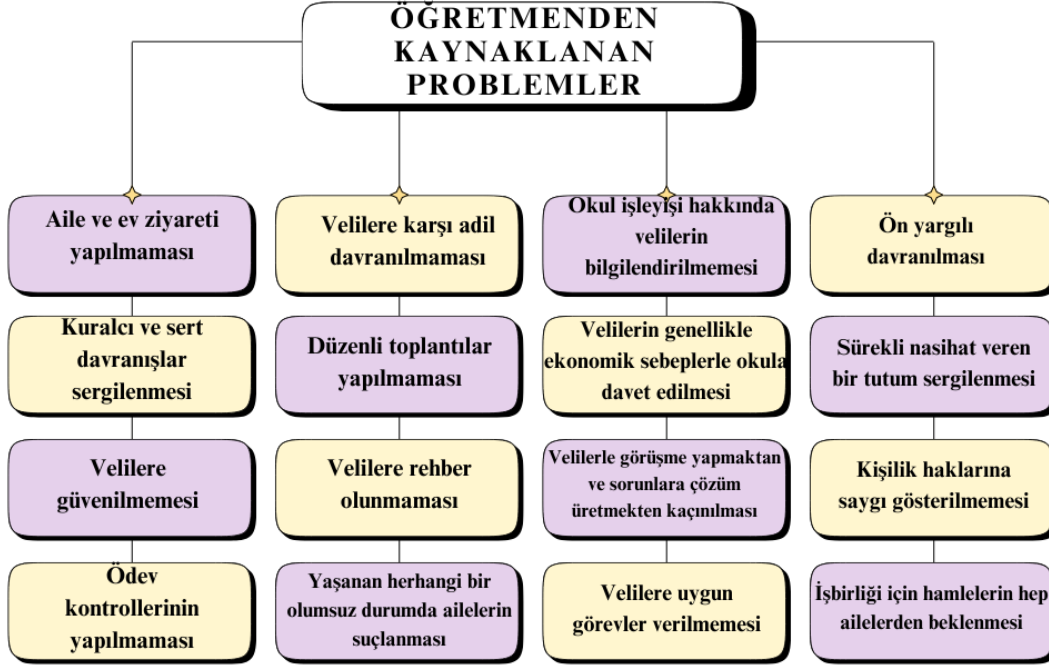 ÖĞRETMENDEN
KAYNAKLANAN
PROBLEMLER
Aile ve ev ziyareti
yapılmaması
Velilere karşı adil
davranılmaması
Okul işleyişi hakkında
velilerin
bilgilendirilmemesi
Ön yargılı
davranılması
Kuralcı ve sert
davranışlar
sergilenmesi
Düzenli toplantılar
yapılmaması
Velilerin genellikle
ekonomik sebeplerle okula
davet edilmesi
Sürekli nasihat veren
bir tutum sergilenmesi
Velilere
güvenilmemesi
Velilere rehber
olunmaması
Velilerle görüşme yapmaktan
ve sorunlara çözüm
üretmekten kaçınılması
Kişilik haklarına
saygı gösterilmemesi
Ödev
kontrollerinin
yapılmaması
Yaşanan herhangi bir
olumsuz durumda ailelerin
suçlanması
Velilere uygun
görevler verilmemesi
İşbirliği için hamlelerin hep
ailelerden beklenmesi